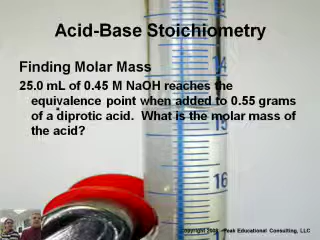 Acid-Base Stoichiometry
Finding Molar Mass
25.0 mL of 0.45 M NaOH reaches the
equivalence point when added to 0.55 grams
of a diprotic acid. What is the molar mass of
the acid?
14
15
16
Copyright Peak Educational Consulting, LLC